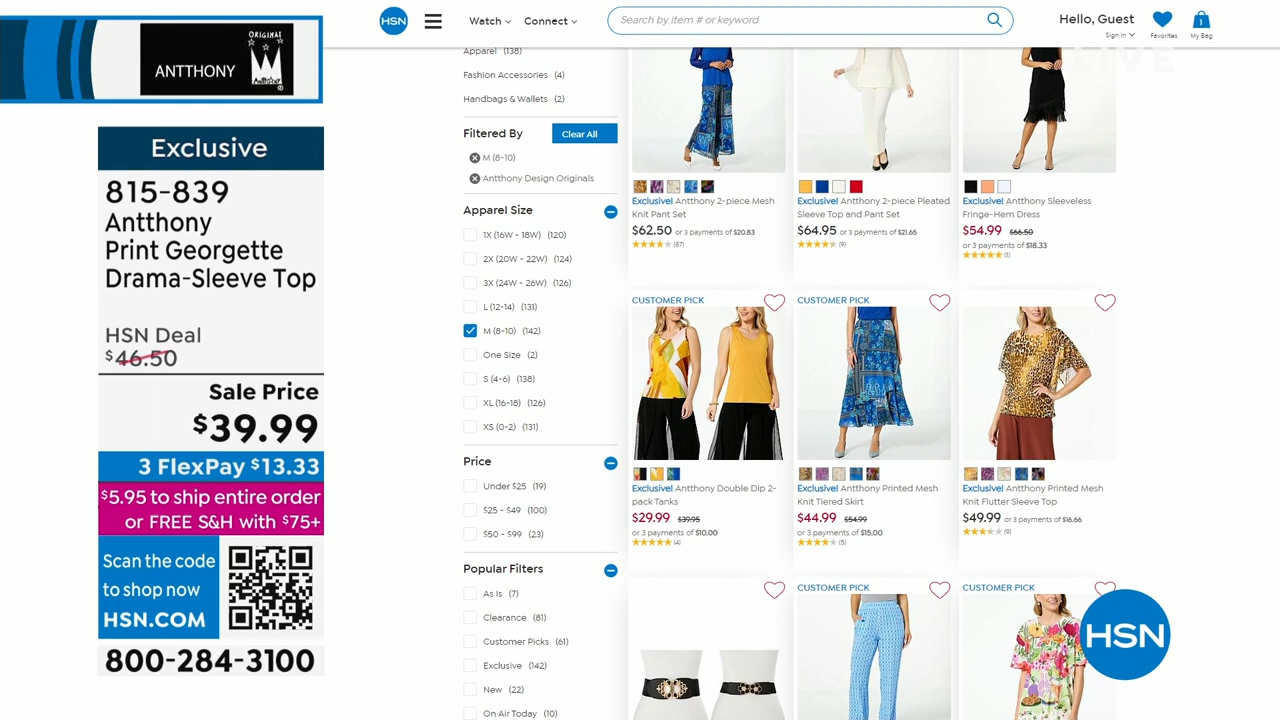 ANTTHONY
ORIGINAL
Exclusive
815-839
Antthony
Print Georgette
Drama-Sleeve Top
HSN Deal
$46.50
Sale Price
$39.99
3 FlexPay $13.33
$5.95 to ship entire order
or FREE S&H with $75+
Scan the code
to shop now
HSN.COM
800-284-3100
HSN
Watch
Connect
Search by item # or keyword
Hello, Guest
Sign In
Favorites
1
My Bag
LIVE
Apparel (138)
Fashion Accessories (4)
Handbags & Wallets (2)
Filtered By
Clear All
M (8-10)
Antthony Design Originals
Apparel Size
1X (16W - 18W) (120)
2X (20W - 22W) (124)
3X (24W - 26W) (126)
L (12-14) (131)
M (8-10) (142)
One Size (2)
S (4-6) (138)
XL (16-18) (126)
XS (0-2) (131)
Price
Under $25 (19)
$25 - $49 (100)
$50 - $99 (23)
Popular Filters
As Is (7)
Clearance (81)
Customer Picks (61)
Exclusive (142)
New (22)
On Air Today (10)
Exclusive! Antthony 2-piece Mesh
Knit Pant Set
$62.50 or 3 payments of $20.83
(87)
Exclusive! Antthony 2-piece Pleated
Sleeve Top and Pant Set
$64.95 or 3 payments of $21.65
(9)
Exclusive! Antthony Sleeveless
Fringe-Hem Dress
$54.99 $66.50
or 3 payments of $18.33
(1)
CUSTOMER PICK
Exclusive! Antthony Double Dip 2-
pack Tanks
$29.99 $39.95
or 3 payments of $10.00
(4)
CUSTOMER PICK
Exclusive! Antthony Printed Mesh
Knit Tiered Skirt
$44.99 $54.99
or 3 payments of $15.00
(5)
Exclusive! Antthony Printed Mesh
Knit Flutter Sleeve Top
$49.99 or 3 payments of $16.66
(9)
CUSTOMER PICK
CUSTOMER PICK
HSN